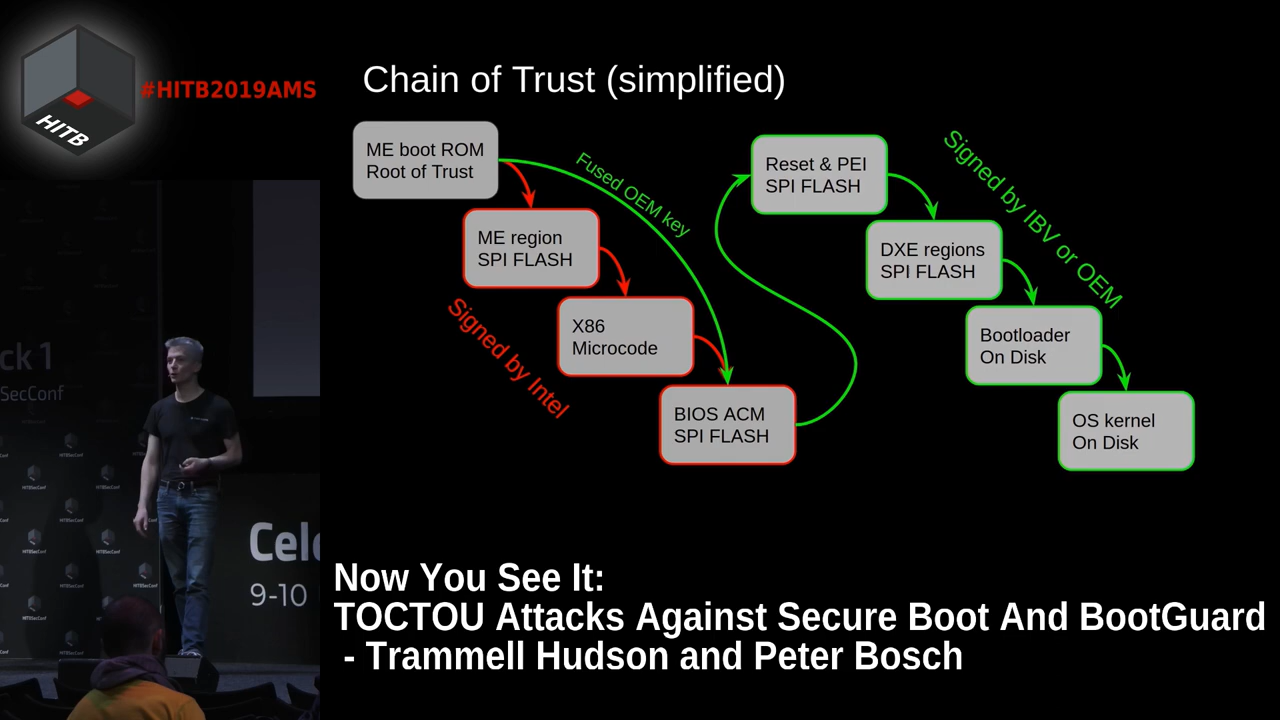 HITB
#HITB2019AMS
Chain of Trust (simplified)
ME boot ROM
Root of Trust
Fused OEM key
ME region
SPI FLASH
Signed by Intel
X86
Microcode
BIOS ACM
SPI FLASH
Reset & PEI
SPI FLASH
Signed by IBV or OEM
DXE regions
SPI FLASH
Bootloader
On Disk
OS kernel
On Disk
ck 1
SecConf
Cele
9-10
Now You See It:
TOCTOU Attacks Against Secure Boot And BootGuard
- Trammell Hudson and Peter Bosch